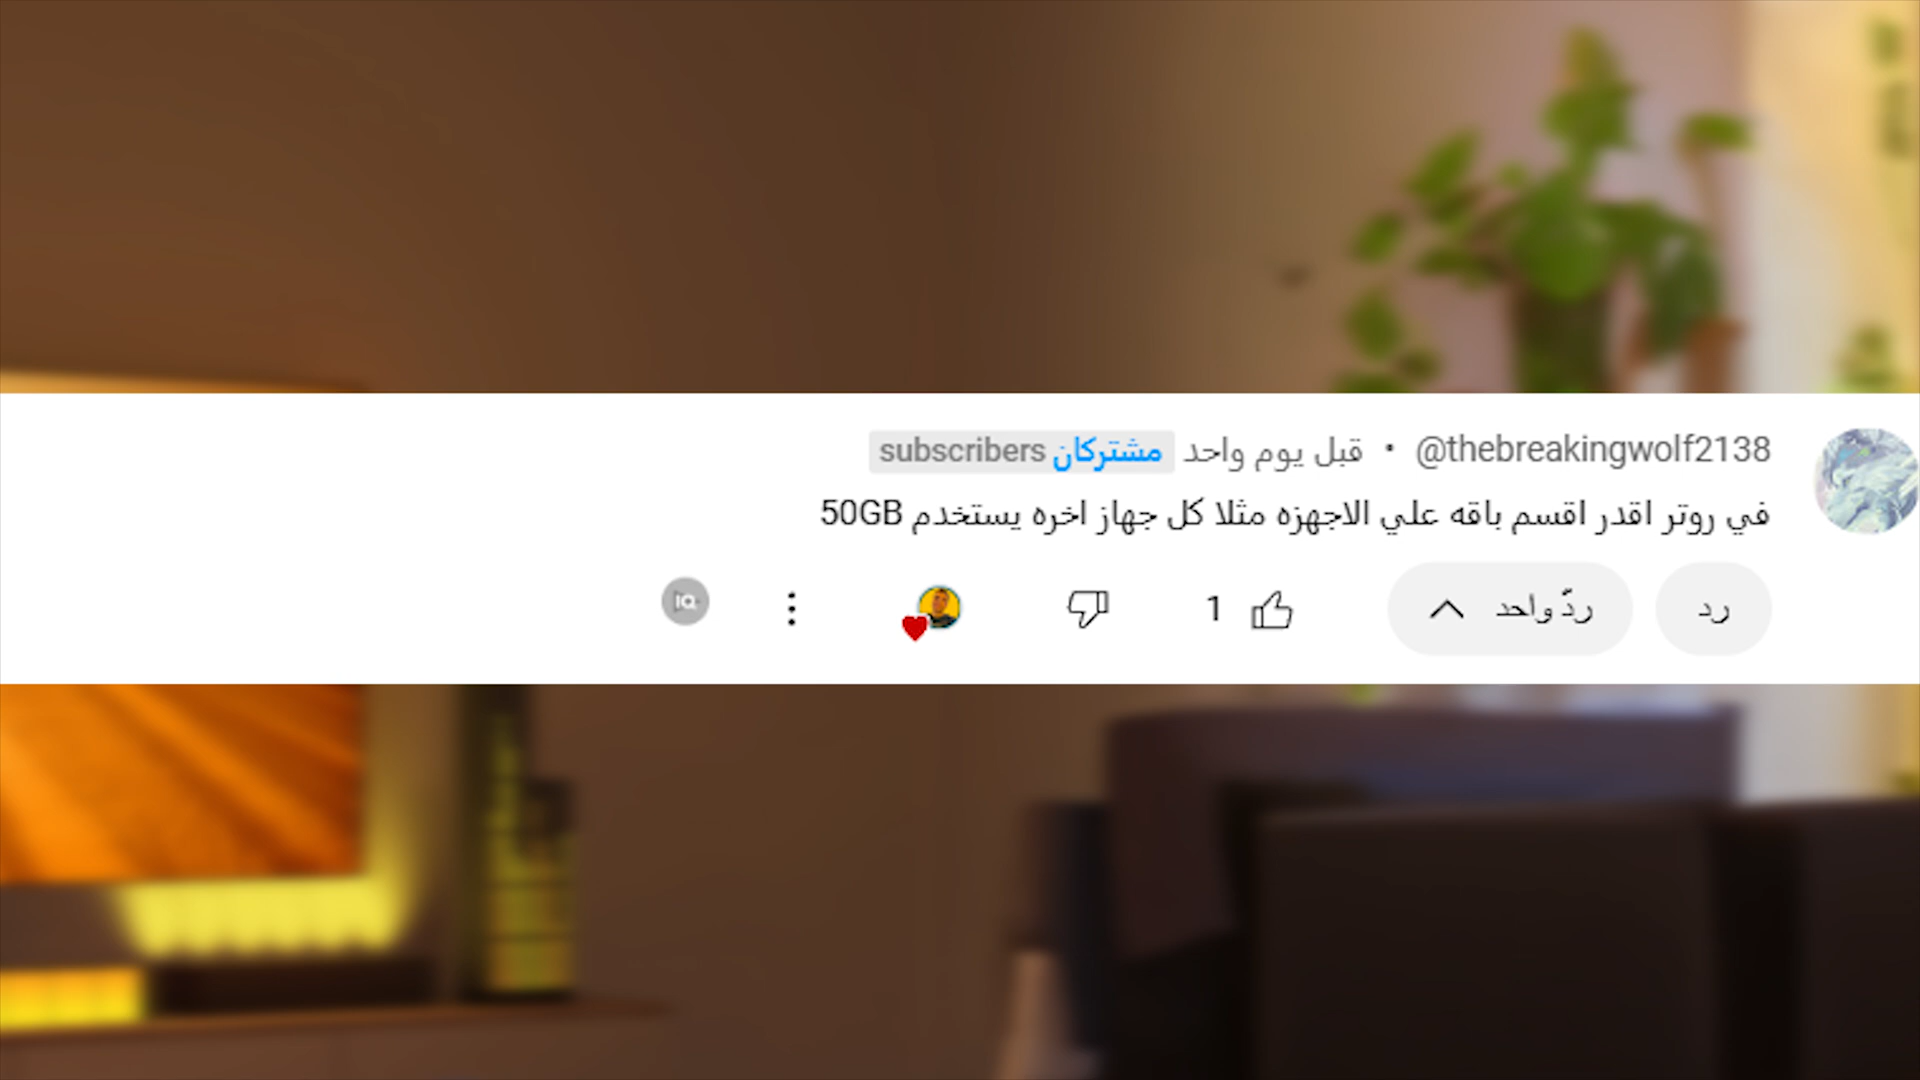 @thebreakingwolf2138 • قبل يوم واحد مشتركان subscribers
في روتر اقدر اقسم باقه علي الاجهزه مثلا كل جهاز اخره يستخدم 50GB
رد ردّ واحد 1 IQ